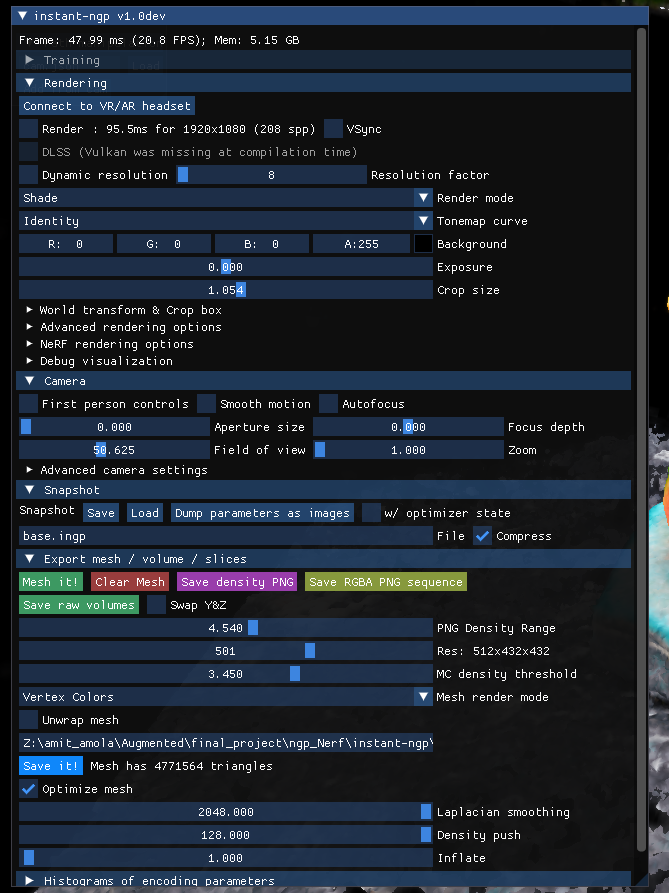 instant-ngp v1.0dev
Frame: 47.99 ms (20.8 FPS); Mem: 5.15 GB
Training
Rendering
Connect to VR/AR headset
Render : 95.5ms for 1920x1080 (208 spp) VSync
DLSS (Vulkan was missing at compilation time)
Dynamic resolution 8 Resolution factor
Shade Render mode
Identity Tonemap curve
R: 0 G: 0 B: 0 A:255 Background
0.000 Exposure
1.054 Crop size
World transform & Crop box
Advanced rendering options
NeRF rendering options
Debug visualization
Camera
First person controls Smooth motion Autofocus
0.000 Aperture size 0.000 Focus depth
50.625 Field of view 1.000 Zoom
Advanced camera settings
Snapshot
Snapshot Save Load Dump parameters as images w/ optimizer state
base.ingp File Compress
Export mesh / volume / slices
Mesh it! Clear Mesh Save density PNG Save RGBA PNG sequence
Save raw volumes Swap Y&Z
4.540 PNG Density Range
501 Res: 512x432x432
3.450 MC density threshold
Vertex Colors Mesh render mode
Unwrap mesh
Z:\amit_amola\Augmented\final_project\ngp_Nerf\instant-ngp\
Save it! Mesh has 4771564 triangles
Optimize mesh
2048.000 Laplacian smoothing
128.000 Density push
1.000 Inflate
Histograms of encoding parameters